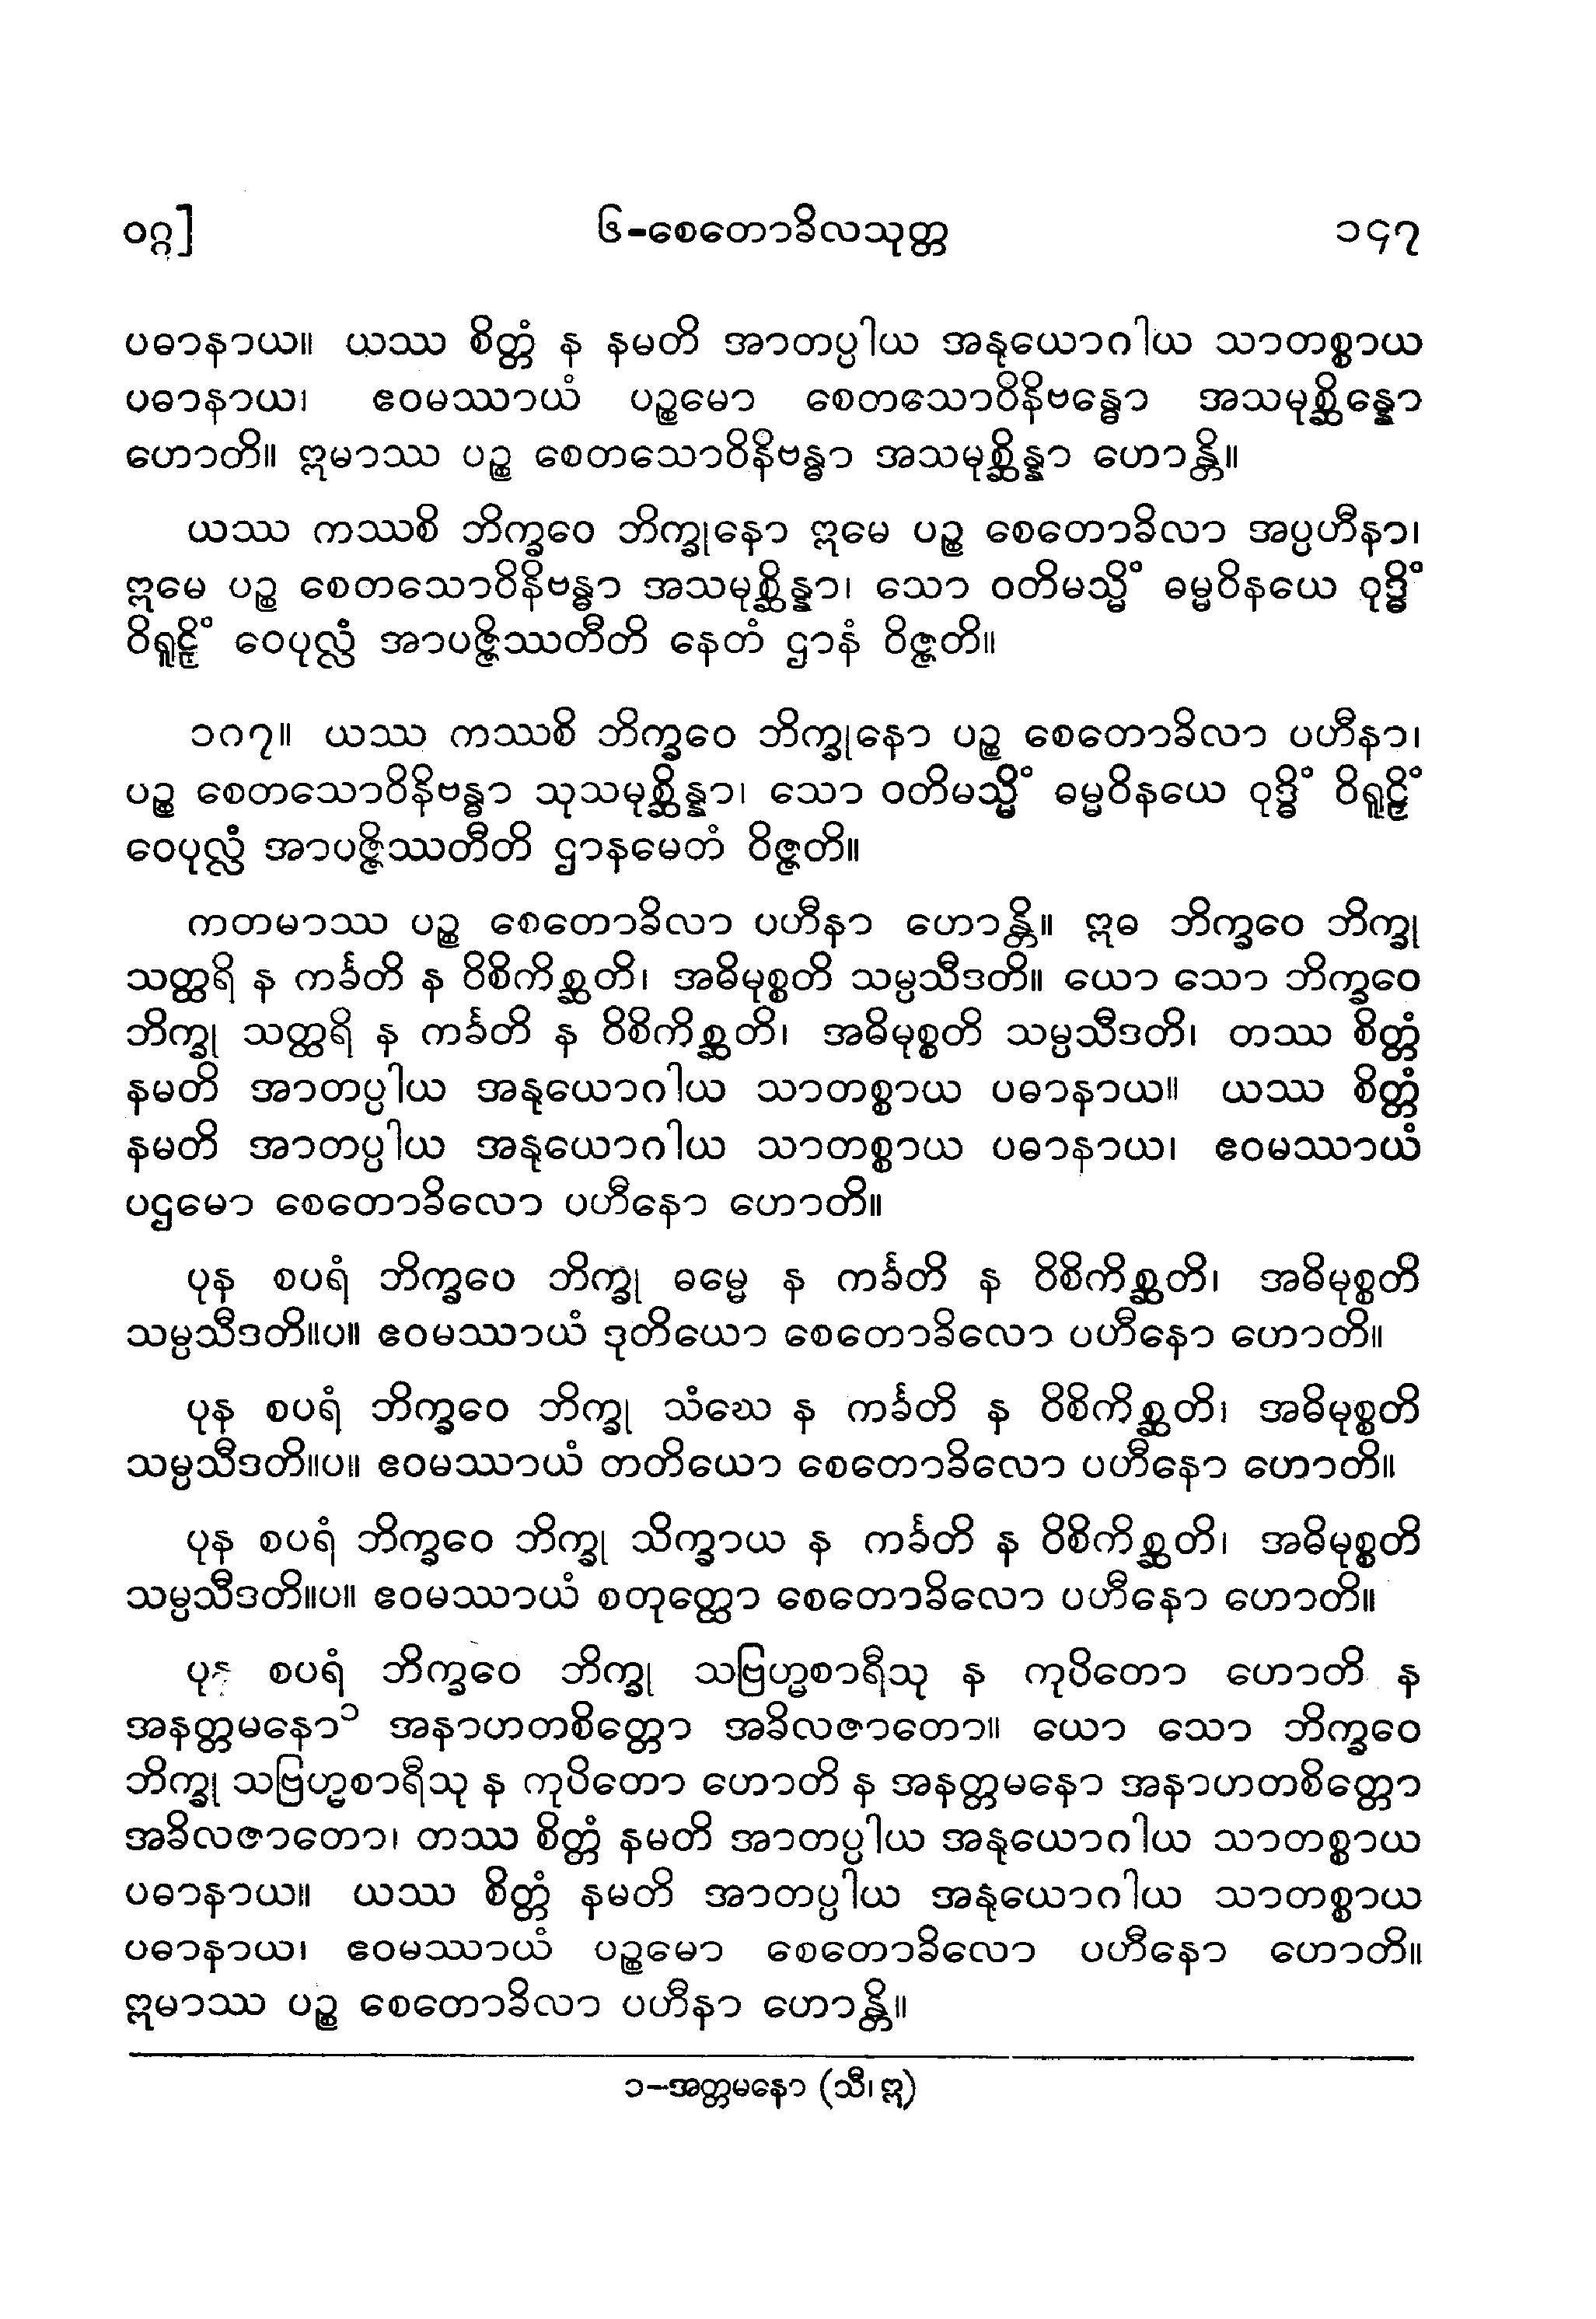 ဝဂ္ဂ]	၆-စေတောခိလသုတ္တ	၁၄၇
ပဓာနာယ။ ယဿ စိတ္တံ န နမတိ အာတပ္ပါယ အနုယောဂါယ သာတစ္စာယ
ပဓာနာယ၊ ဧဝမဿာယံ ပဉ္စမော စေတသောဝိနိဗန္ဓော အသမုစ္ဆိန္နော
ဟောတိ။ ဣမာဿ ပဉ္စ စေတသောဝိနိဗန္ဓာ အသမုစ္ဆိန္နာ ဟောန္တိ။
ယဿ ကဿစိ ဘိက္ခဝေ ဘိက္ခုနော ဣမေ ပဉ္စ စေတောခိလာ အပ္ပဟီနာ၊
ဣမေ ပဉ္စ စေတသောဝိနိဗန္ဓာ အသမုစ္ဆိန္နာ၊ သော ဝတိမသ္မိံ ဓမ္မဝိနယေ ဝုဒ္ဓိံ
ဝိရူဠှိံ ဝေပုလ္လံ အာပဇ္ဇိဿတီတိ နေတံ ဌာနံ ဝိဇ္ဇတိ။
၁၀၇။ ယဿ ကဿစိ ဘိက္ခဝေ ဘိက္ခုနော ပဉ္စ စေတောခိလာ ပဟီနာ၊
ပဉ္စ စေတသောဝိနိဗန္ဓာ သုသမုစ္ဆိန္နာ၊ သော ဝတိမသ္မိံ ဓမ္မဝိနယေ ဝုဒ္ဓိံ ဝိရူဠှိံ
ဝေပုလ္လံ အာပဇ္ဇိဿတီတိ ဌာနမေတံ ဝိဇ္ဇတိ။
ကတမာဿ ပဉ္စ စေတောခိလာ ပဟီနာ ဟောန္တိ။ ဣဓ ဘိက္ခဝေ ဘိက္ခု
သတ္ထရိ န ကင်္ခတိ န ဝိစိကိစ္ဆတိ၊ အဓိမုစ္စတိ သမ္ပသီဒတိ။ ယော သော ဘိက္ခဝေ
ဘိက္ခု သတ္ထရိ န ကင်္ခတိ န ဝိစိကိစ္ဆတိ၊ အဓိမုစ္စတိ သမ္ပသီဒတိ၊ တဿ စိတ္တံ
နမတိ အာတပ္ပါယ အနုယောဂါယ သာတစ္စာယ ပဓာနာယ။ ယဿ စိတ္တံ
နမတိ အာတပ္ပါယ အနုယောဂါယ သာတစ္စာယ ပဓာနာယ၊ ဧဝမဿာယံ
ပဌမော စေတောခိလော ပဟီနော ဟောတိ။
ပုန စပရံ ဘိက္ခဝေ ဘိက္ခု ဓမ္မေ န ကင်္ခတိ န ဝိစိကိစ္ဆတိ၊ အဓိမုစ္စတိ
သမ္ပသီဒတိ။ပ။ ဧဝမဿာယံ ဒုတိယော စေတောခိလော ပဟီနော ဟောတိ။
ပုန စပရံ ဘိက္ခဝေ ဘိက္ခု သံဃေ န ကင်္ခတိ န ဝိစိကိစ္ဆတိ၊ အဓိမုစ္စတိ
သမ္ပသီဒတိ။ပ။ ဧဝမဿာယံ တတိယော စေတောခိလော ပဟီနော ဟောတိ။
ပုန စပရံ ဘိက္ခဝေ ဘိက္ခု သိက္ခာယ န ကင်္ခတိ န ဝိစိကိစ္ဆတိ၊ အဓိမုစ္စတိ
သမ္ပသီဒတိ။ပ။ ဧဝမဿာယံ စတုတ္ထော စေတောခိလော ပဟီနော ဟောတိ။
ပုန စပရံ ဘိက္ခဝေ ဘိက္ခု သဗြဟ္မစာရီသု န ကုပိတော ဟောတိ န
အနတ္တမနော၁ အနာဟတစိတ္တော အခိလဇာတော။ ယော သော ဘိက္ခဝေ
ဘိက္ခု သဗြဟ္မစာရီသု န ကုပိတော ဟောတိ န အနတ္တမနော အနာဟတစိတ္တော
အခိလဇာတော၊ တဿ စိတ္တံ နမတိ အာတပ္ပါယ အနုယောဂါယ သာတစ္စာယ
ပဓာနာယ။ ယဿ စိတ္တံ နမတိ အာတပ္ပါယ အနုယောဂါယ သာတစ္စာယ
ပဓာနာယ၊ ဧဝမဿာယံ ပဉ္စမော စေတောခိလော ပဟီနော ဟောတိ။
ဣမာဿ ပဉ္စ စေတောခိလာ ပဟီနာ ဟောန္တိ။
၁-အတ္တမနော (သီ၊ ဣ)